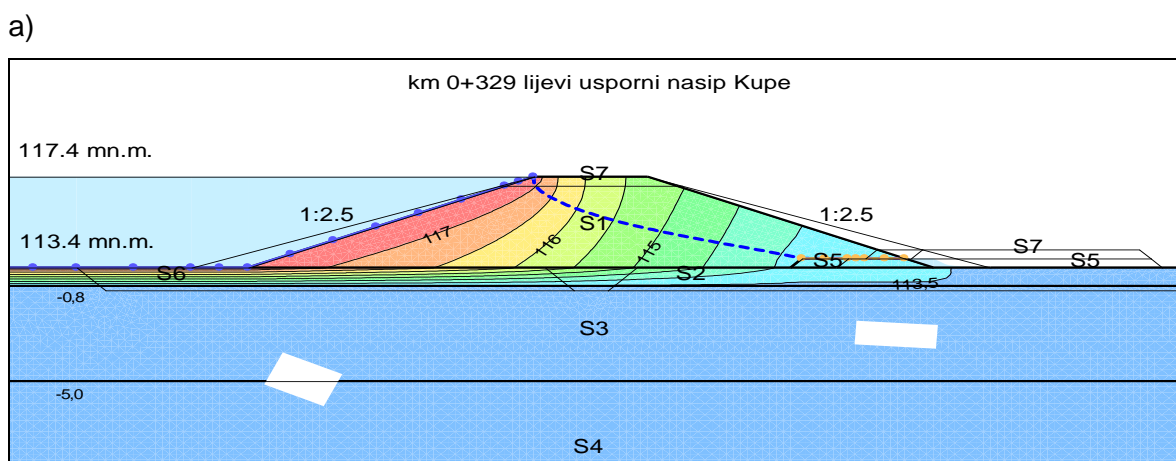 a)
km 0+329 lijevi usporni nasip Kupe
117.4 mn.m.
S7
1:2.5
S1
1:2.5
117
116
115
113.4 mn.m.
S7
S6
S2
S5
S5
113,5
-0,8
S3
-5,0
S4